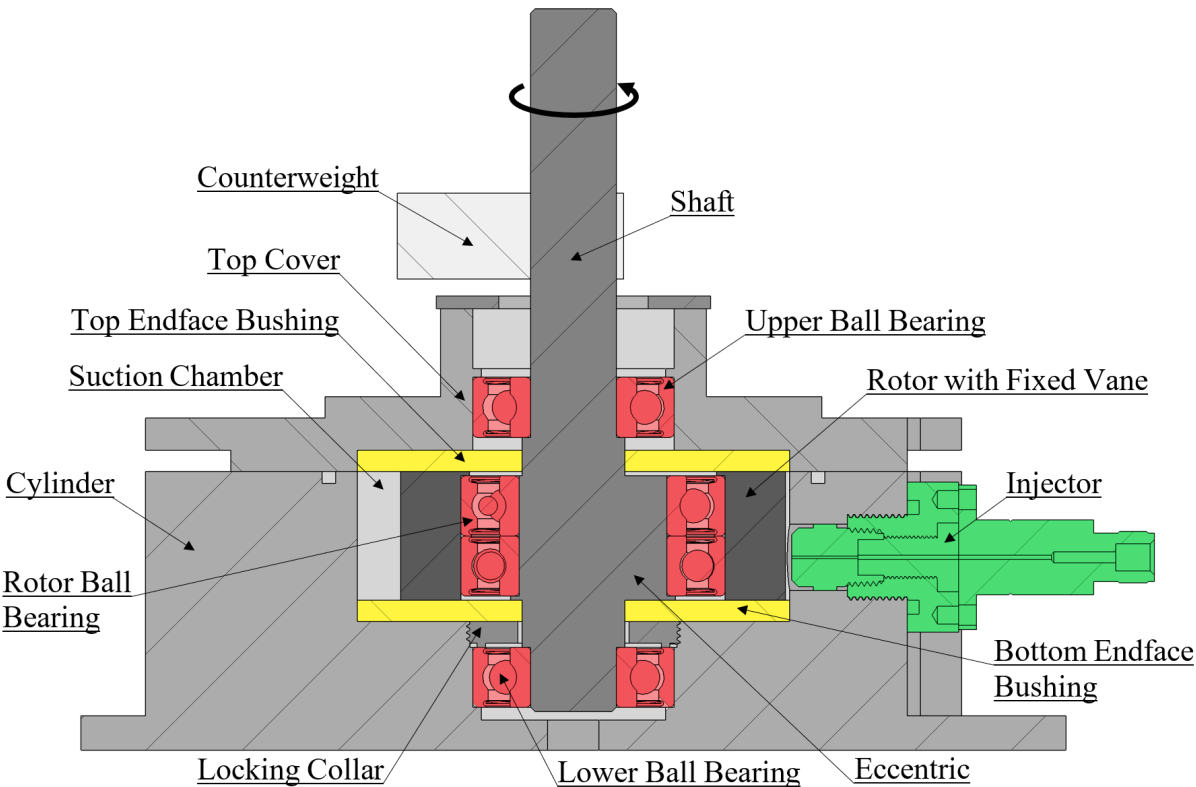 Counterweight
Shaft
Top Cover
Top Endface Bushing
Upper Ball Bearing
Suction Chamber
Rotor with Fixed Vane
Cylinder
Injector
Rotor Ball
Bearing
Bottom Endface
Bushing
Locking Collar
Lower Ball Bearing
Eccentric